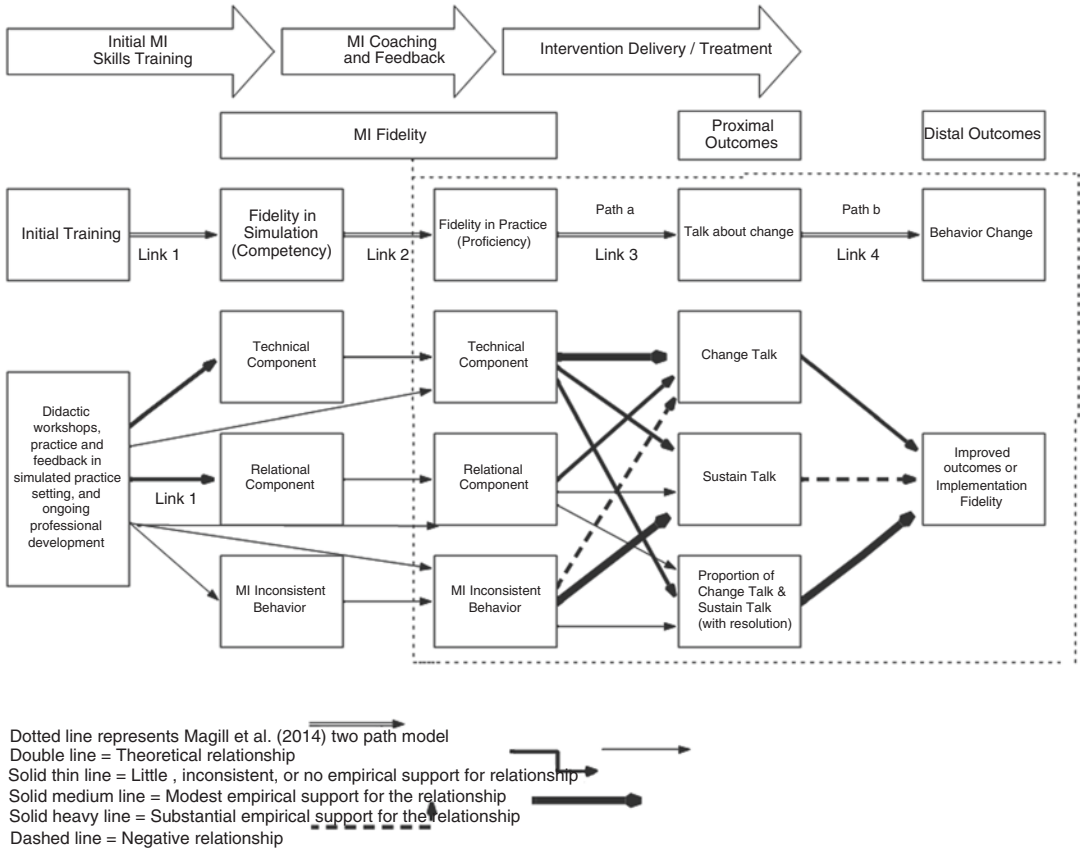 Initial MI
Skills Training
MI Coaching
and Feedback
Intervention Delivery / Treatment
MI Fidelity
Proximal
Outcomes
Distal Outcomes
Initial Training
Link 1
Fidelity in
Simulation
(Competency)
Link 2
Fidelity in Practice
(Proficiency)
Path a
Link 3
Talk about change
Path b
Link 4
Behavior Change
Didactic
workshops,
practice and
feedback in
simulated practice
setting, and
ongoing
professional
development
Link 1
Technical
Component
Relational
Component
MI Inconsistent
Behavior
Technical
Component
Relational
Component
MI Inconsistent
Behavior
Change Talk
Sustain Talk
Proportion of
Change Talk &
Sustain Talk
(with resolution)
Improved
outcomes or
Implementation
Fidelity
Dotted line represents Magill et al. (2014) two path model
Double line = Theoretical relationship
Solid thin line = Little , inconsistent, or no empirical support for relationship
Solid medium line = Modest empirical support for the relationship
Solid heavy line = Substantial empirical support for the relationship
Dashed line = Negative relationship